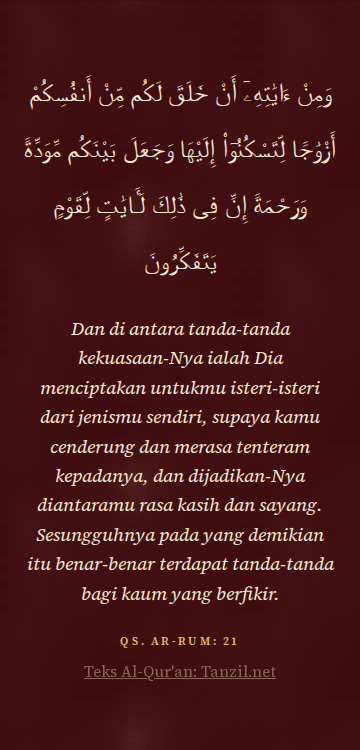 وَمِنْ ءَايَٰتِهِۦٓ أَنْ خَلَقَ لَكُم مِّنْ أَنفُسِكُمْ
أَزْوَٰجًا لِّتَسْكُنُوٓا۟ إِلَيْهَا وَجَعَلَ بَيْنَكُم مَّوَدَّةً
وَرَحْمَةً إِنَّ فِى ذَٰلِكَ لَـَٔايَٰتٍ لِّقَوْمٍ
يَتَفَكَّرُونَ
Dan di antara tanda-tanda
kekuasaan-Nya ialah Dia
menciptakan untukmu isteri-isteri
dari jenismu sendiri, supaya kamu
cenderung dan merasa tenteram
kepadanya, dan dijadikan-Nya
diantaramu rasa kasih dan sayang.
Sesungguhnya pada yang demikian
itu benar-benar terdapat tanda-tanda
bagi kaum yang berfikir.
QS. AR-RUM: 21
Teks Al-Qur'an: Tanzil.net